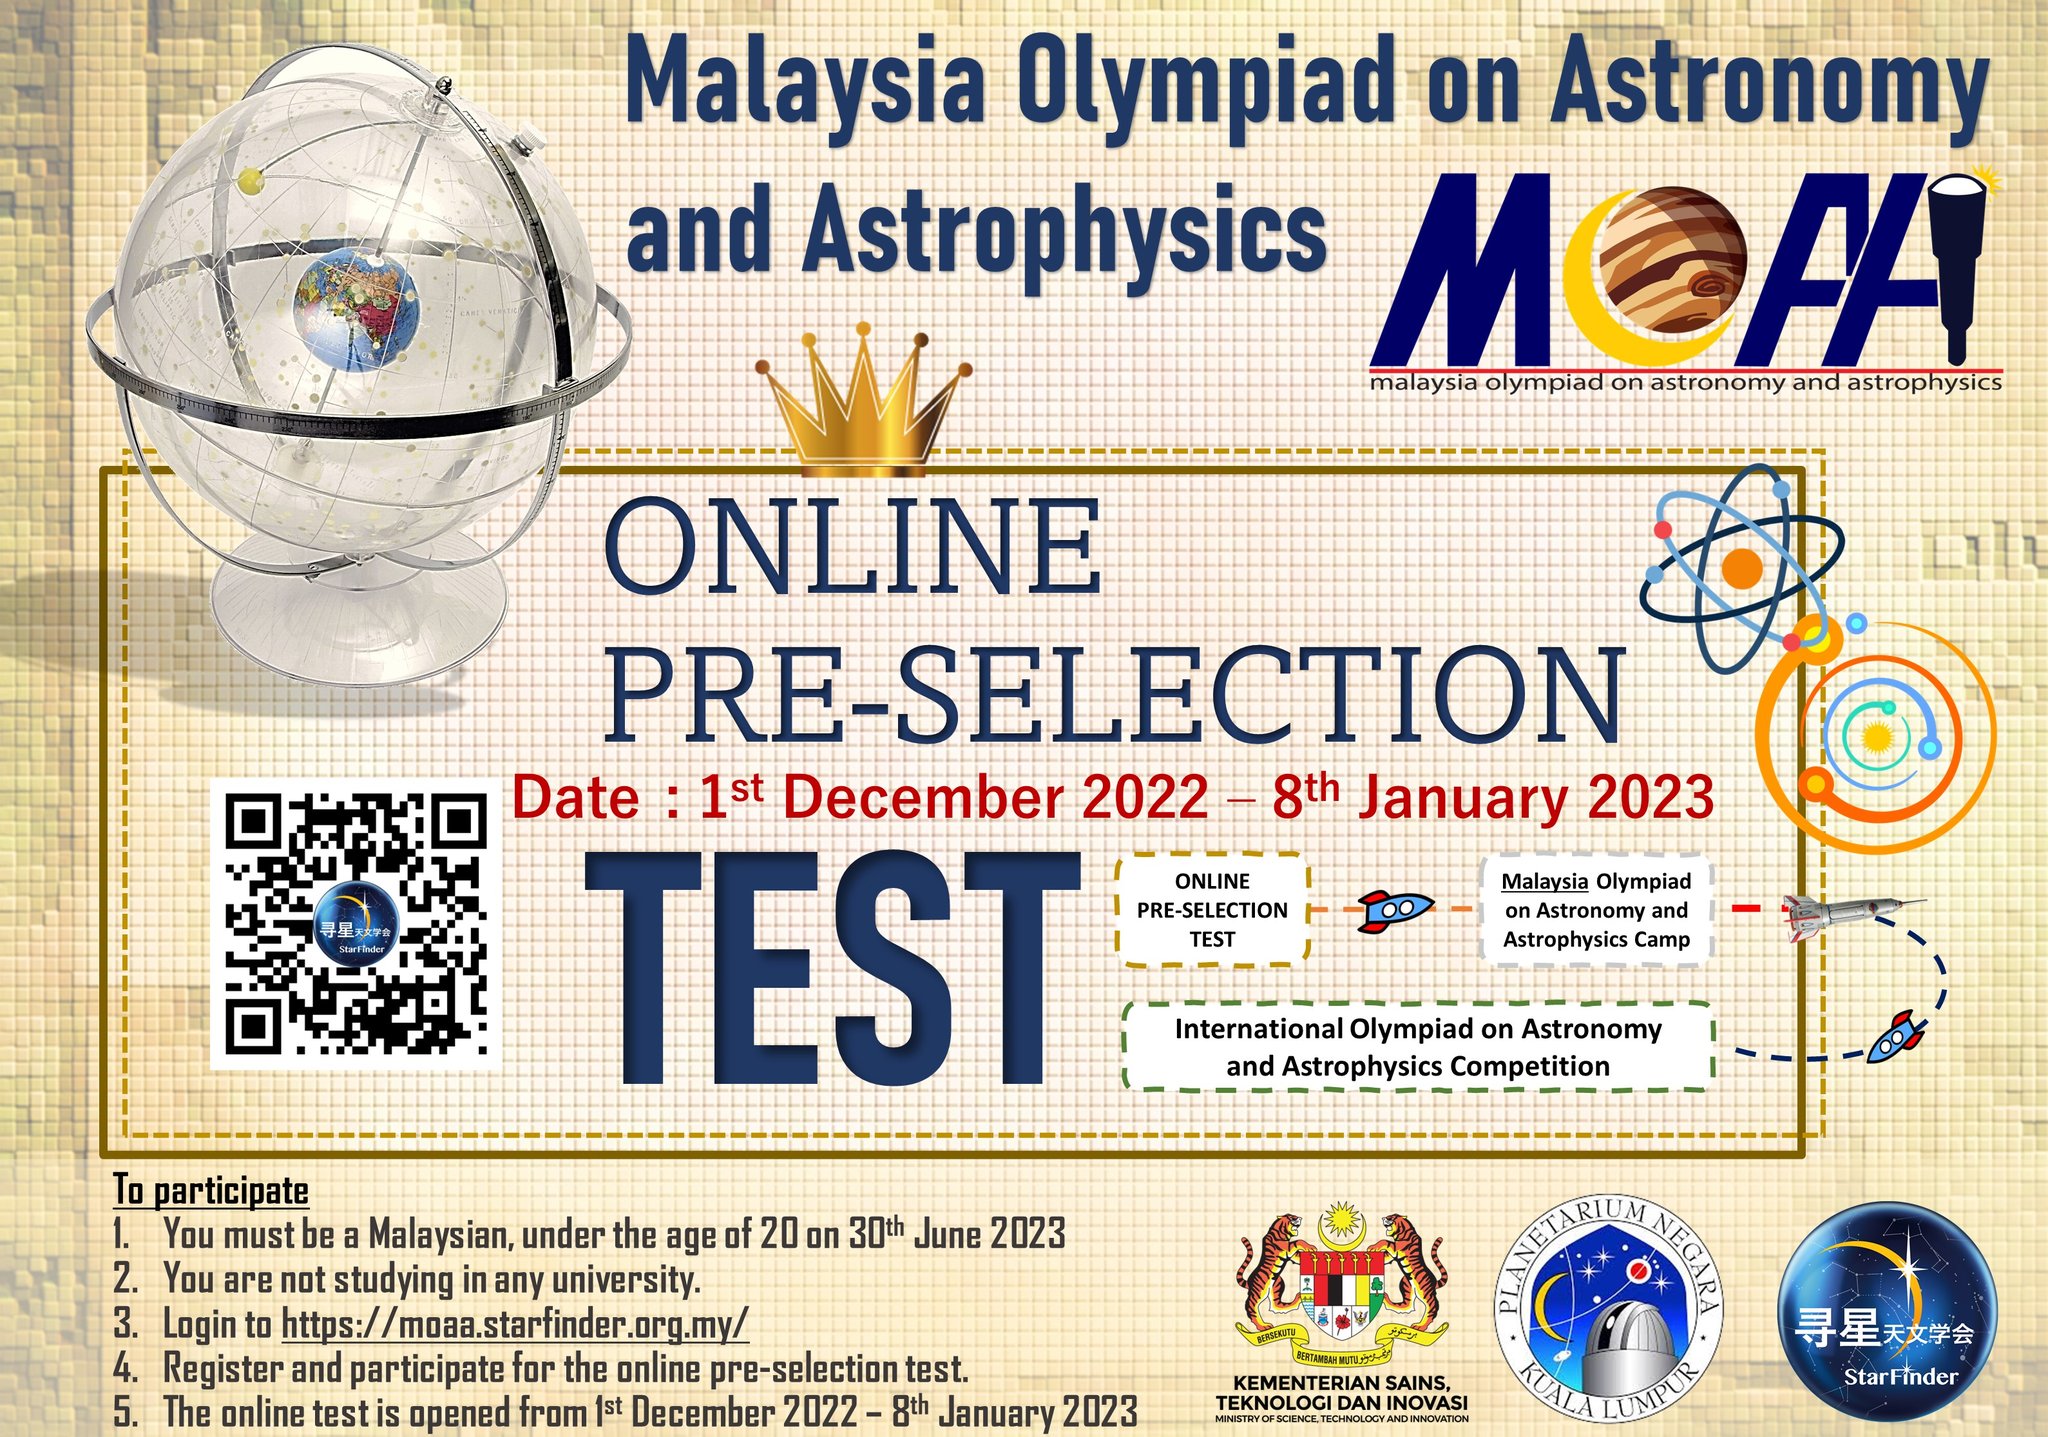 Malaysia Olympiad on Astronomy
and Astrophysics
MOAA
malaysia olympiad on astronomy and astrophysics
ONLINE
PRE-SELECTION
Date : 1st December 2022 – 8th January 2023
TEST
ONLINE
PRE-SELECTION
TEST
Malaysia Olympiad
on Astronomy and
Astrophysics Camp
International Olympiad on Astronomy
and Astrophysics Competition
寻星天文学会
StarFinder
To participate
1. You must be a Malaysian, under the age of 20 on 30th June 2023
2. You are not studying in any university.
3. Login to https://moaa.starfinder.org.my/
4. Register and participate for the online pre-selection test.
5. The online test is opened from 1st December 2022 – 8th January 2023
BERSEKUTU
BERTAMBAH MUTU
KEMENTERIAN SAINS,
TEKNOLOGI DAN INOVASI
MINISTRY OF SCIENCE, TECHNOLOGY AND INNOVATION
PLANETARIUM NEGARA
KUALA LUMPUR
寻星天文学会
StarFinder